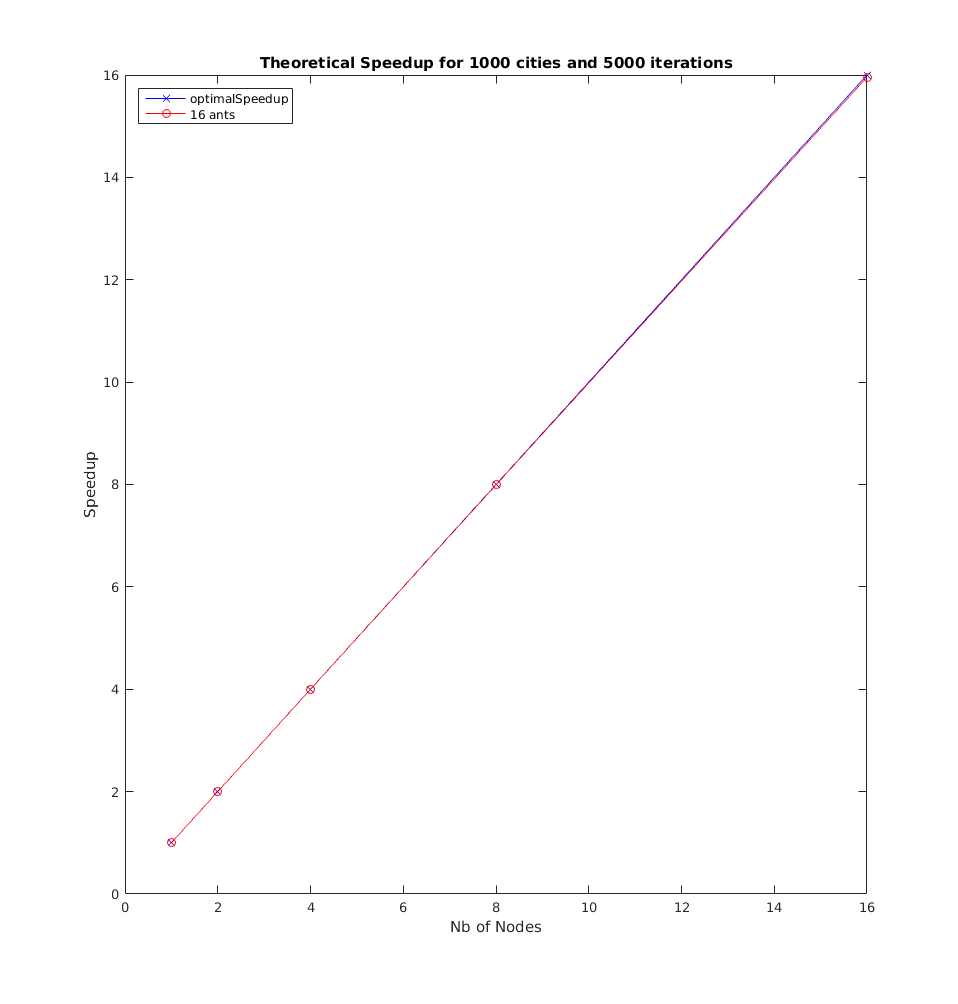 Theoretical Speedup for 1000 cities and 5000 iterations
optimalSpeedup
16 ants
16
14
12
10
8
6
4
2
0
Speedup
0 2 4 6 8 10 12 14 16
Nb of Nodes